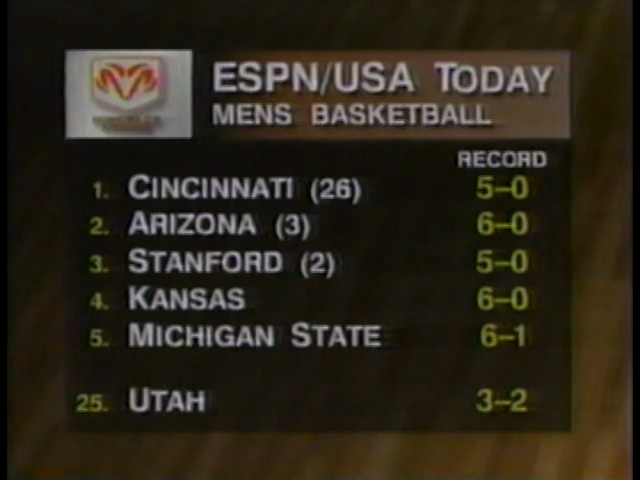 ESPN/USA TODAY
MENS BASKETBALL
RECORD
1. CINCINNATI (26) 5-0
2. ARIZONA (3) 6-0
3. STANFORD (2) 5-0
4. KANSAS 6-0
5. MICHIGAN STATE 6-1
25. UTAH 3-2